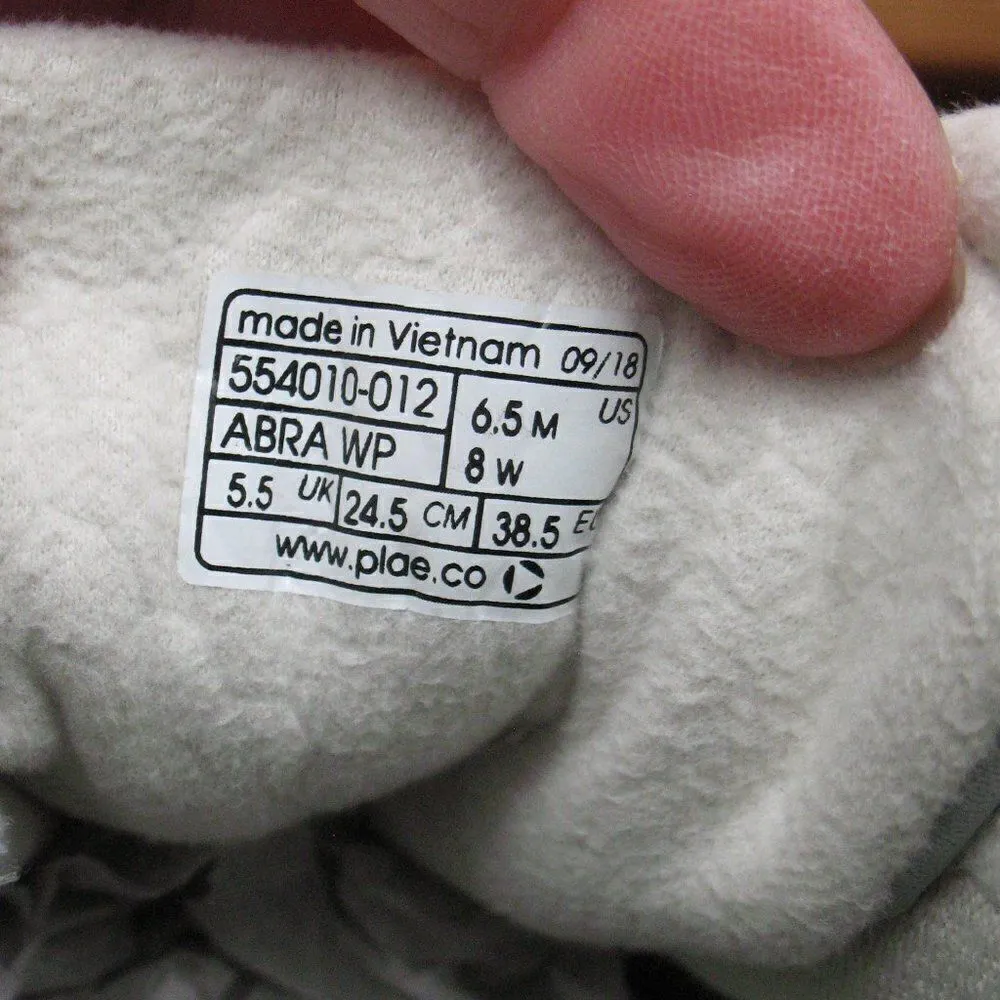 made in Vietnam 09/18
554010-012
6.5 M US
ABRA WP
8 W
5.5 UK 24.5 CM 38.5
www.plae.co